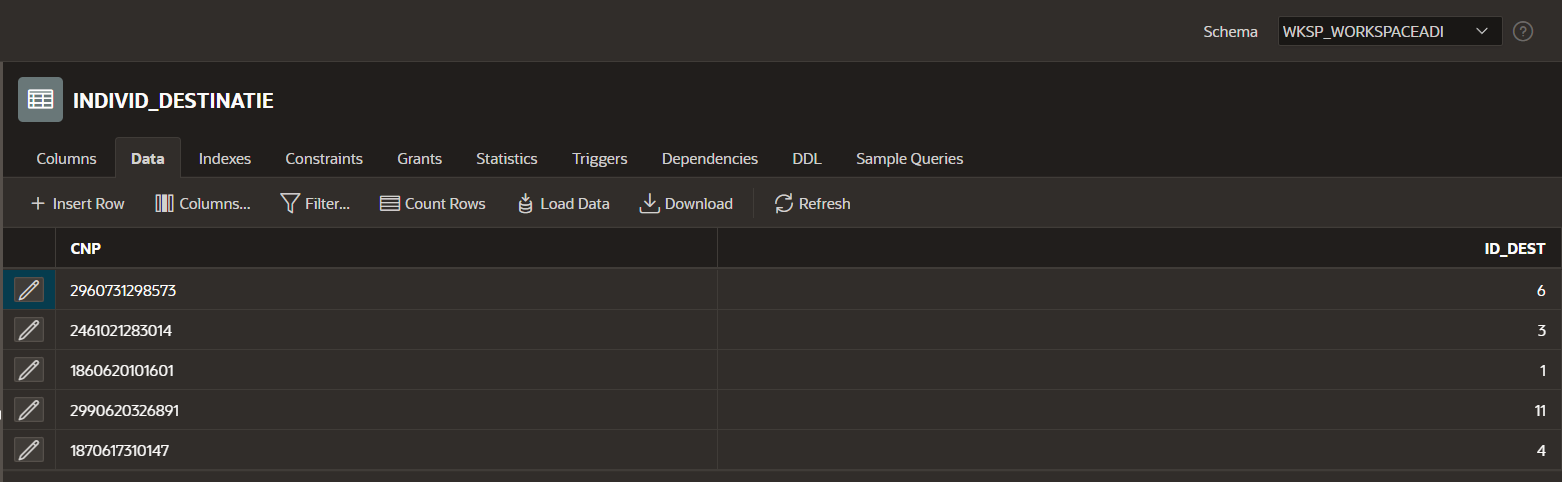 Schema WKSP_WORKSPACEADI ?
INDIVID_DESTINATIE
Columns Data Indexes Constraints Grants Statistics Triggers Dependencies DDL Sample Queries
+ Insert Row Columns... Filter... Count Rows Load Data Download Refresh
CNP ID_DEST
2960731298573 6
2461021283014 3
1860620101601 1
2990620326891 11
1870617310147 4